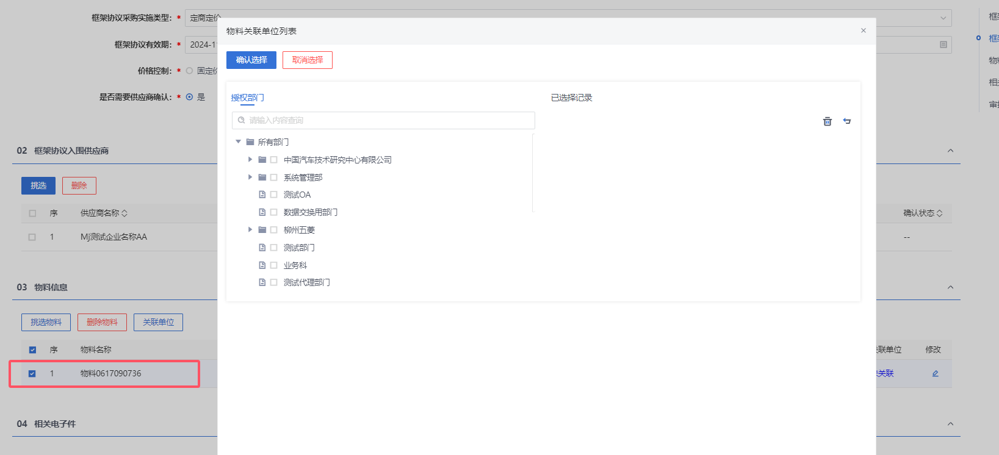 框架协议采购实施类型：* 定商定价
框架协议有效期：* 2024-1
价格控制：* 固定价
是否需要供应商确认：* 是
02 框架协议入围供应商
挑选 删除
序 供应商名称 确认状态
1 Mj测试企业名称AA --
03 物料信息
挑选物料 删除物料 关联单位
序 物料名称 联单位 修改
1 物料0617090736 关联
04 相关电子件
物料关联单位列表 ×
确认选择 取消选择
授权部门 已选择记录
请输入内容查询
所有部门
中国汽车技术研究中心有限公司
系统管理部
测试OA
数据交换用部门
柳州五菱
测试部门
业务科
测试代理部门
框
框
物
相
审